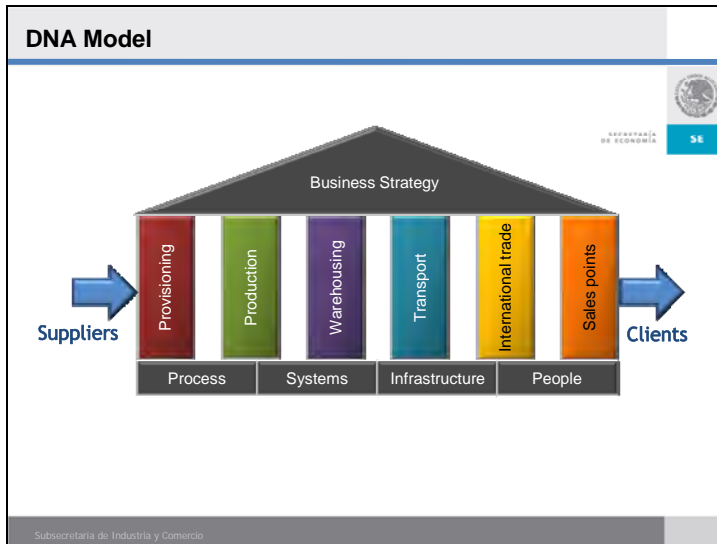 DNA Model
SECRETARÍA
DE ECONOMÍA
SE
Business Strategy
Provisioning
Production
Warehousing
Transport
International trade
Sales points
Suppliers
Clients
Process
Systems
Infrastructure
People
Subsecretaría de Industria y Comercio